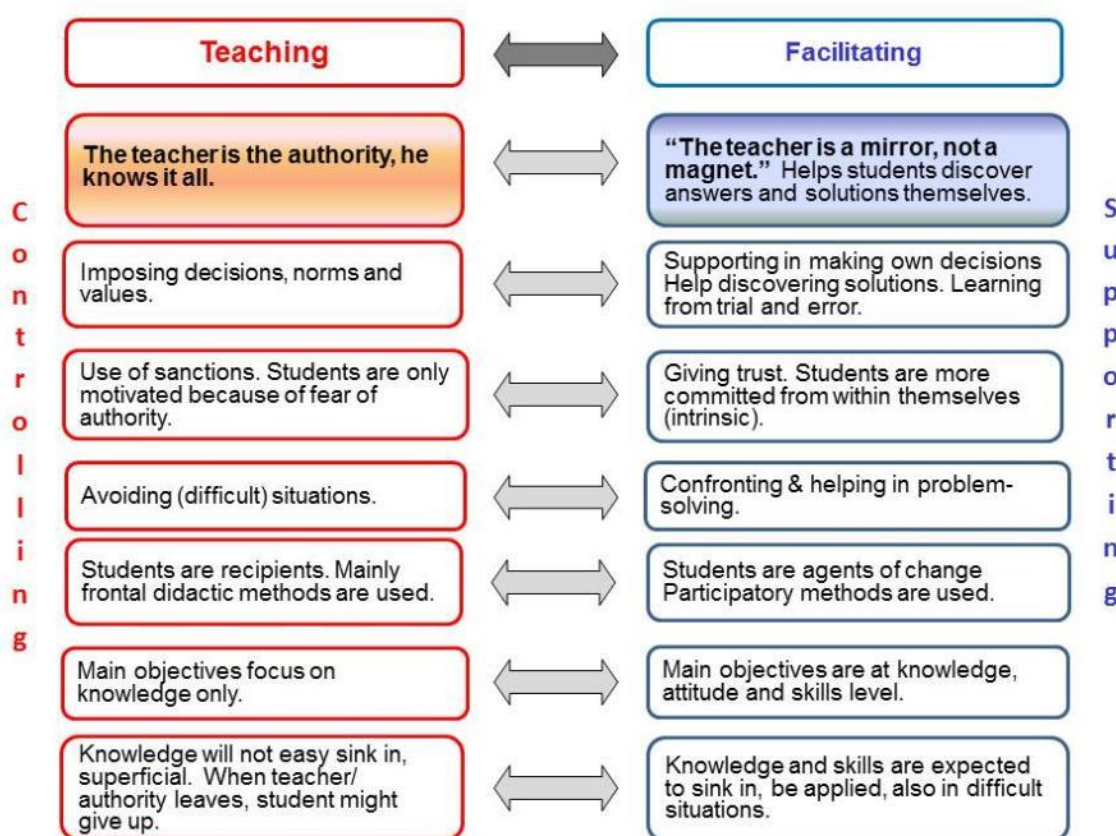 Teaching
Facilitating
The teacher is the authority, he
knows it all.
“The teacher is a mirror, not a
magnet.” Helps students discover
answers and solutions themselves.
Imposing decisions, norms and
values.
Supporting in making own decisions
Help discovering solutions. Learning
from trial and error.
Use of sanctions. Students are only
motivated because of fear of
authority.
Giving trust. Students are more
committed from within themselves
(intrinsic).
Avoiding (difficult) situations.
Confronting & helping in problem-
solving.
Students are recipients. Mainly
frontal didactic methods are used.
Students are agents of change
Participatory methods are used.
Main objectives focus on
knowledge only.
Main objectives are at knowledge,
attitude and skills level.
Knowledge will not easy sink in,
superficial. When teacher/
authority leaves, student might
give up.
Knowledge and skills are expected
to sink in, be applied, also in difficult
situations.
Controlling
Supporting